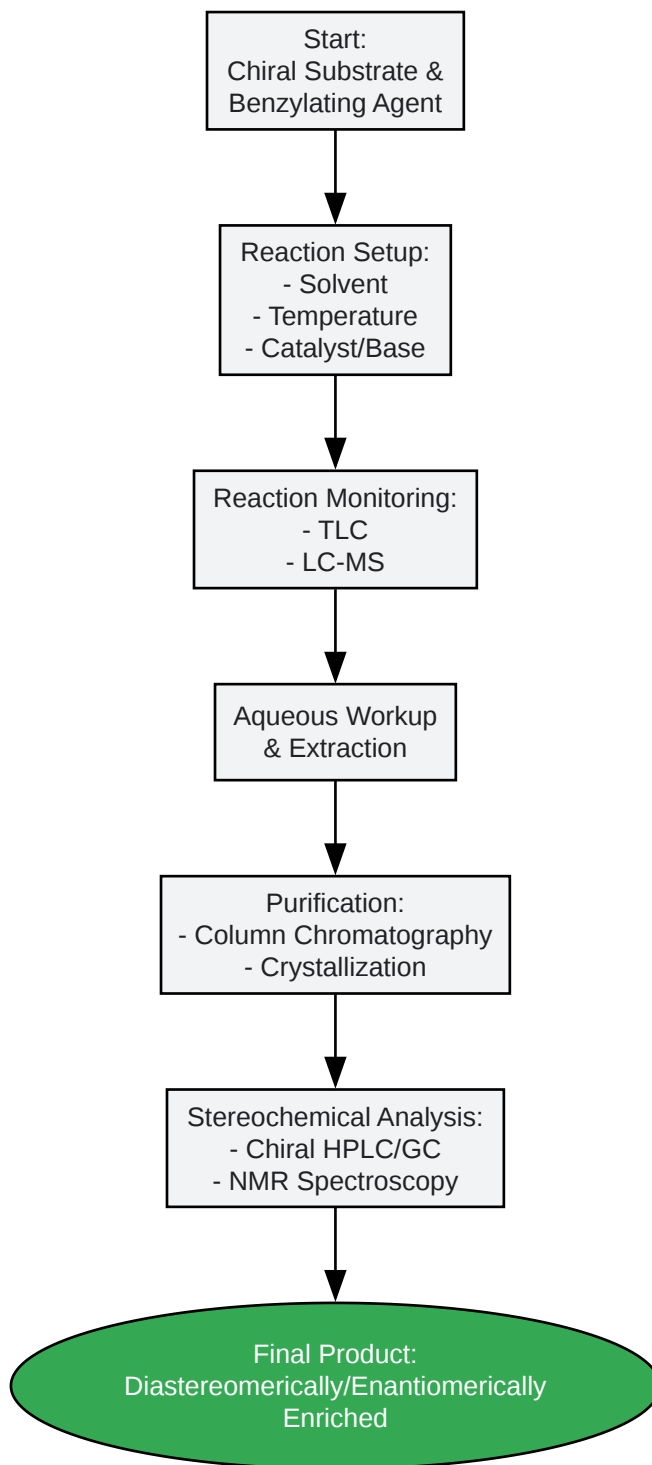 Start:
Chiral Substrate &
Benzylating Agent
Reaction Setup:
- Solvent
- Temperature
- Catalyst/Base
Reaction Monitoring:
- TLC
- LC-MS
Aqueous Workup
& Extraction
Purification:
- Column Chromatography
- Crystallization
Stereochemical Analysis:
- Chiral HPLC/GC
- NMR Spectroscopy
Final Product:
Diastereomerically/Enantiomerically
Enriched